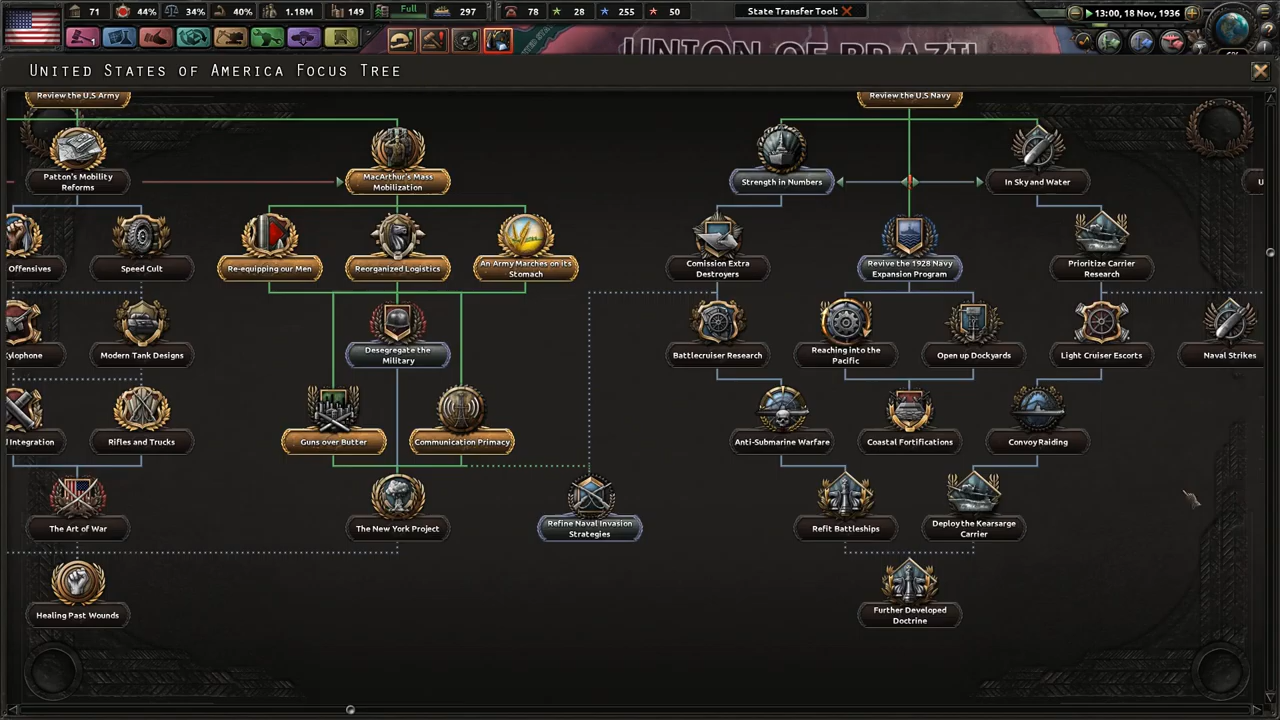 71
44%
34%
40%
1.18M
149
Full
297
78
28
255
50
State Transfer Tool:
13:00, 18 Nov, 1936
1
UNION OF BRAZIL
United States of America Focus Tree
Review the U.S Army
Review the U.S Navy
Patton's Mobility
Reforms
MacArthur's Mass
Mobilization
Strength in Numbers
In Sky and Water
Offensives
Speed Cult
Re-equipping our Men
Reorganized Logistics
An Army Marches on its
Stomach
Comission Extra
Destroyers
Revive the 1928 Navy
Expansion Program
Prioritize Carrier
Research
Xylophone
Modern Tank Designs
Desegregate the
Military
Battlecruiser Research
Reaching into the
Pacific
Open up Dockyards
Light Cruiser Escorts
Naval Strikes
Integration
Rifles and Trucks
Guns over Butter
Communication Primacy
Anti-Submarine Warfare
Coastal Fortifications
Convoy Raiding
The Art of War
The New York Project
Refine Naval Invasion
Strategies
Refit Battleships
Deploy the Kearsarge
Carrier
Healing Past Wounds
Further Developed
Doctrine